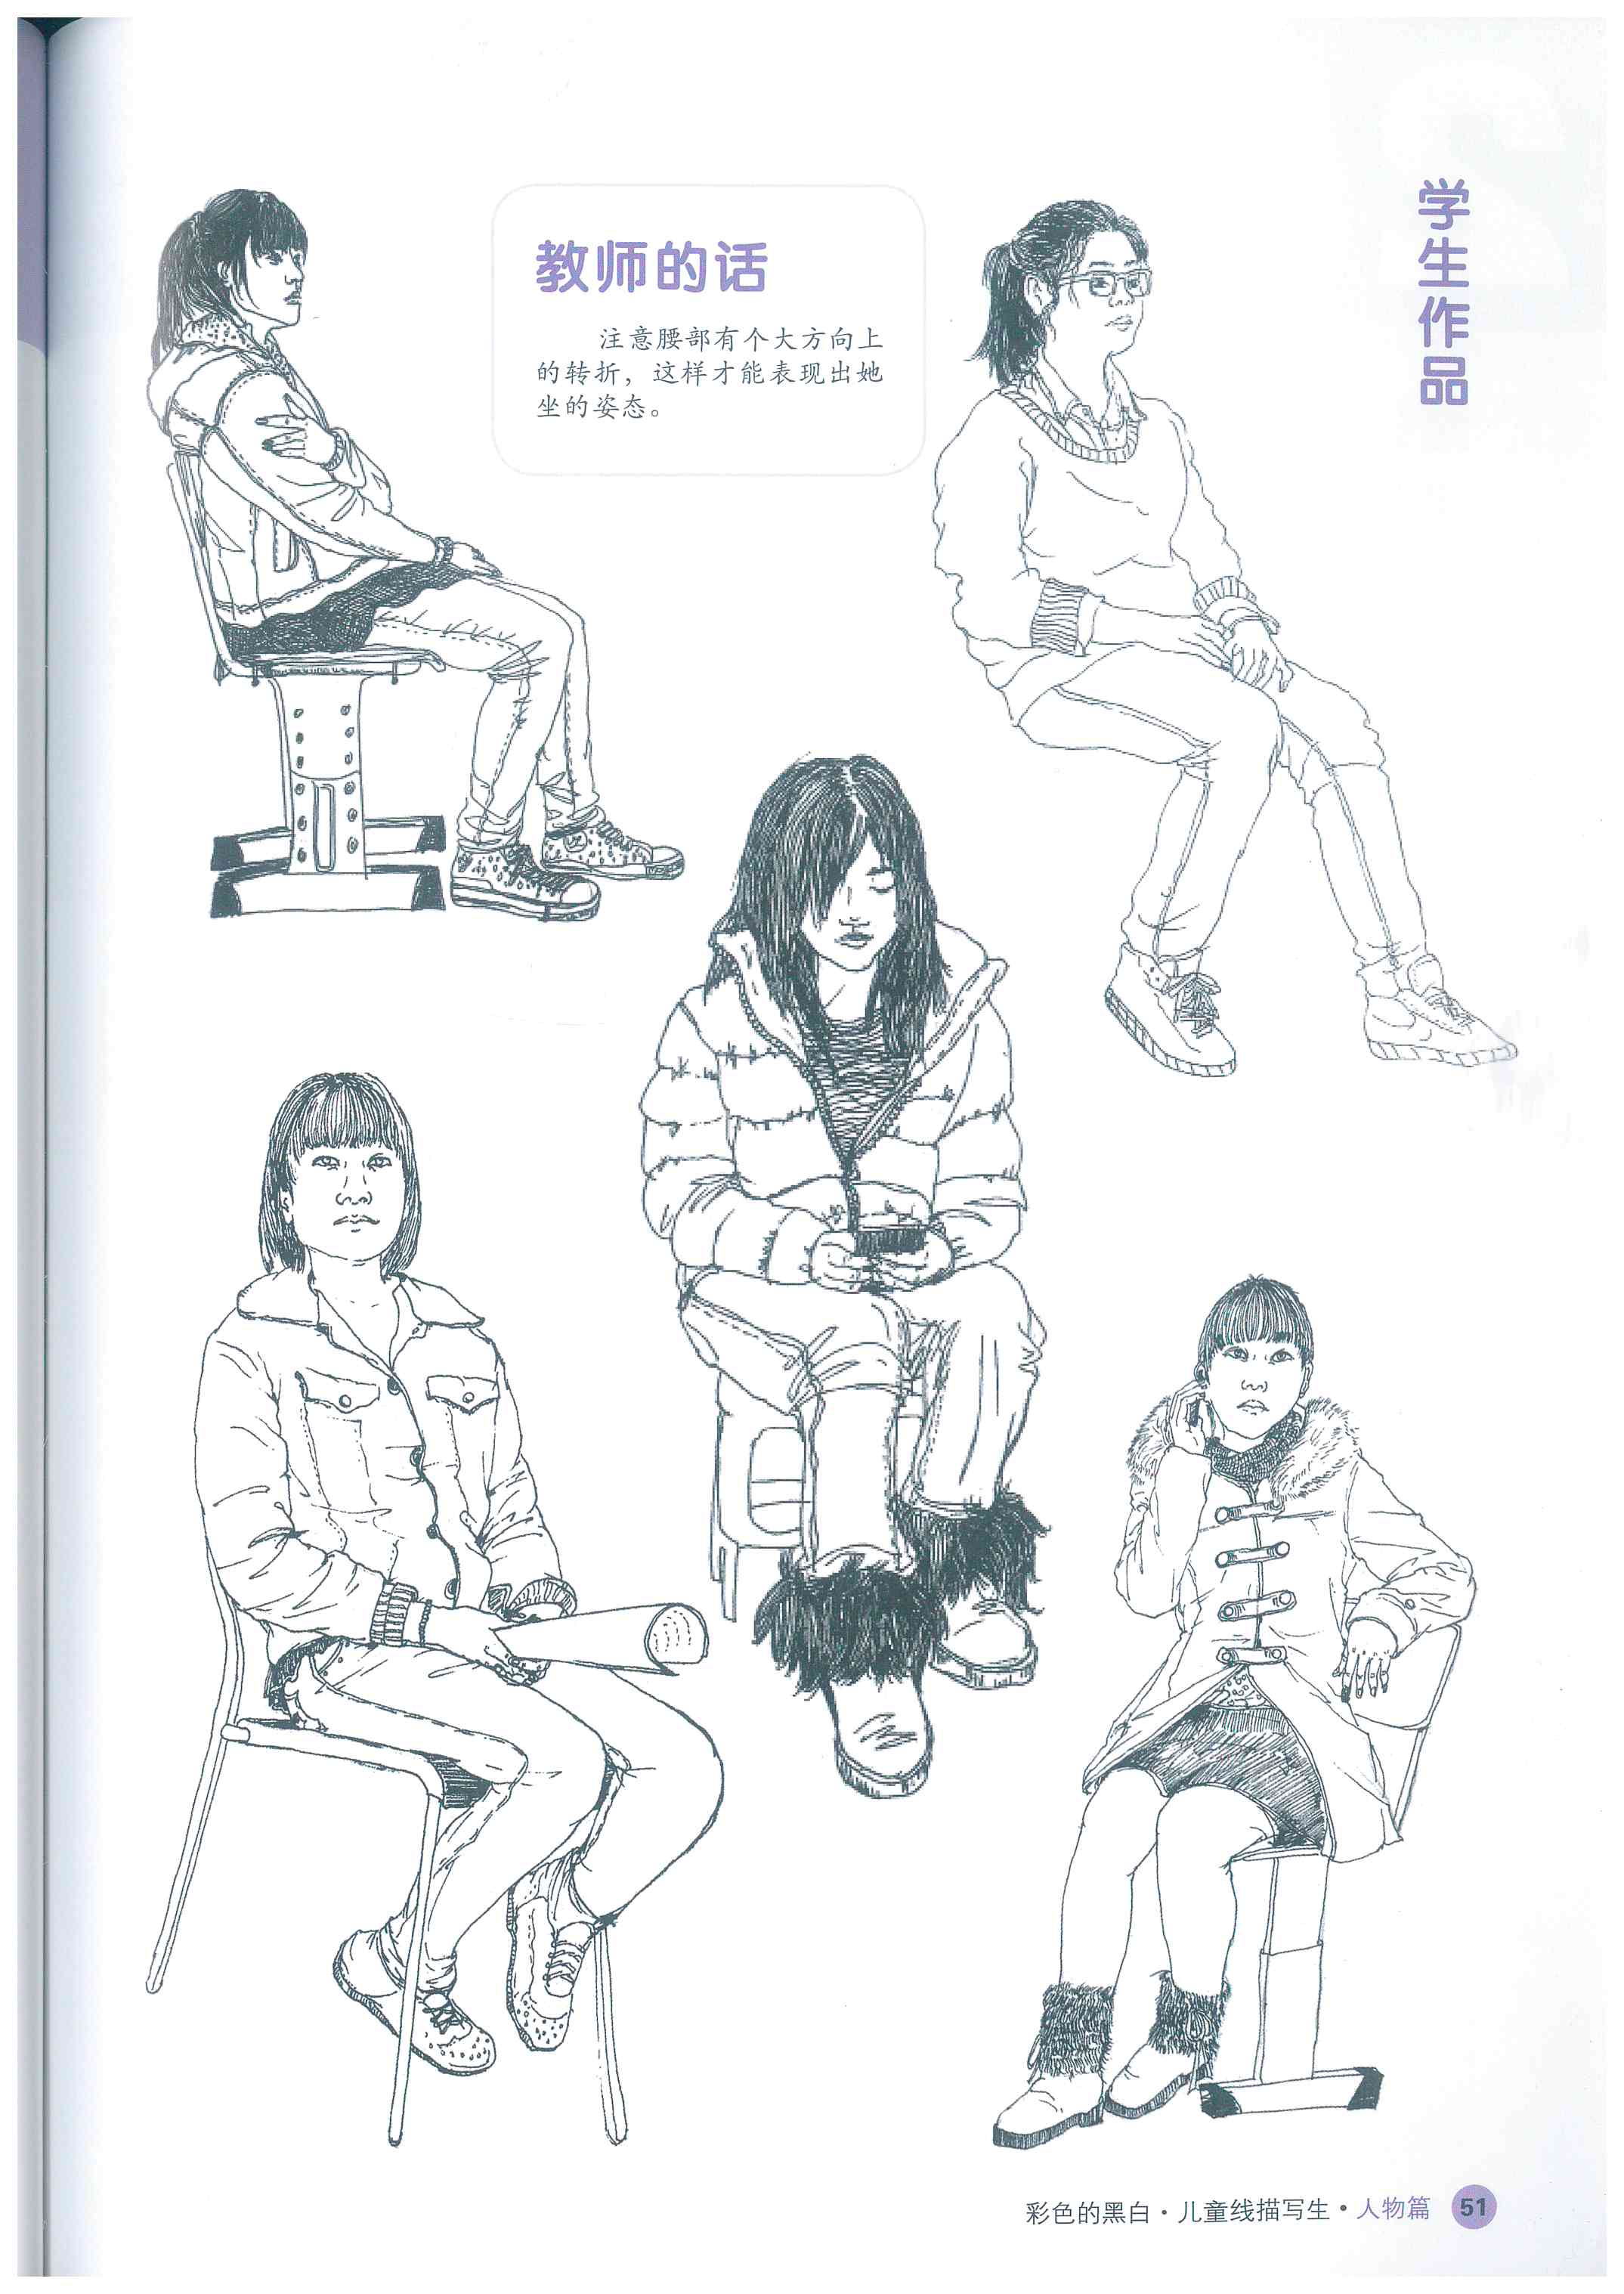 学生作品
教师的话
注意腰部有个大方向上
的转折，这样才能表现出她
坐的姿态。
彩色的黑白·儿童线描写生·人物篇 51